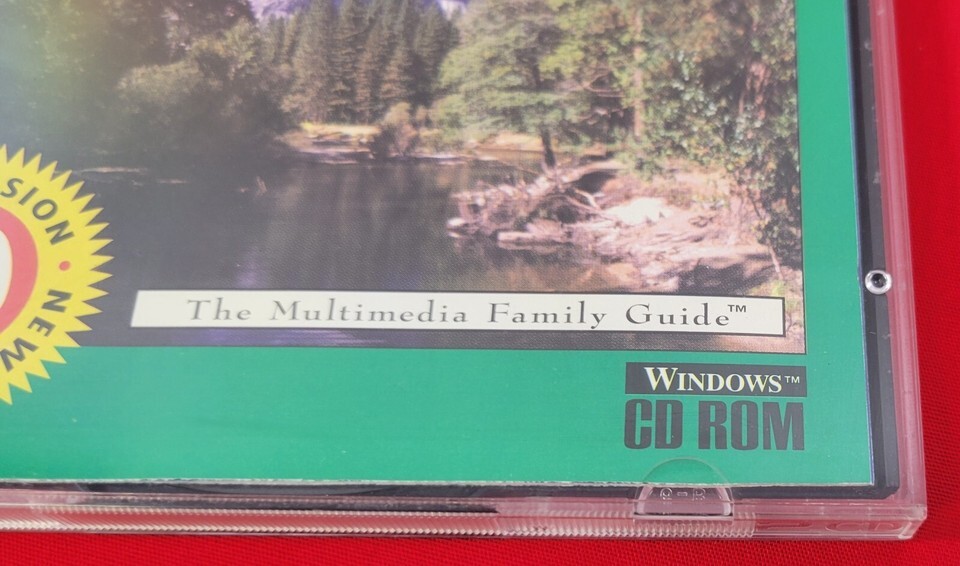 SION • NEW
The Multimedia Family Guide™
WINDOWS™
CD ROM